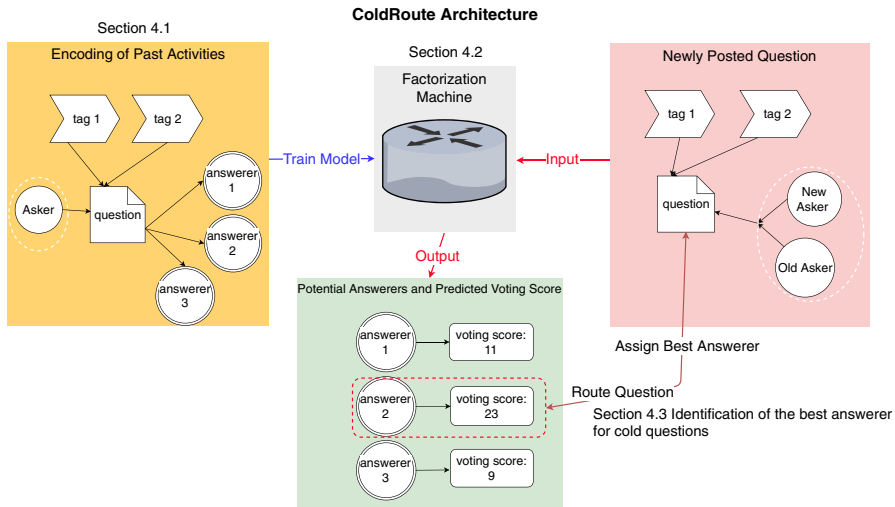 ColdRoute Architecture
Section 4.1
Encoding of Past Activities
tag 1
tag 2
Asker
question
answerer
1
answerer
2
answerer
3
Train Model
Section 4.2
Factorization
Machine
Input
Output
Newly Posted Question
tag 1
tag 2
question
New
Asker
Old Asker
Potential Answerers and Predicted Voting Score
answerer
1
voting score:
11
answerer
2
voting score:
23
answerer
3
voting score:
9
Assign Best Answerer
Route Question
Section 4.3 Identification of the best answerer
for cold questions